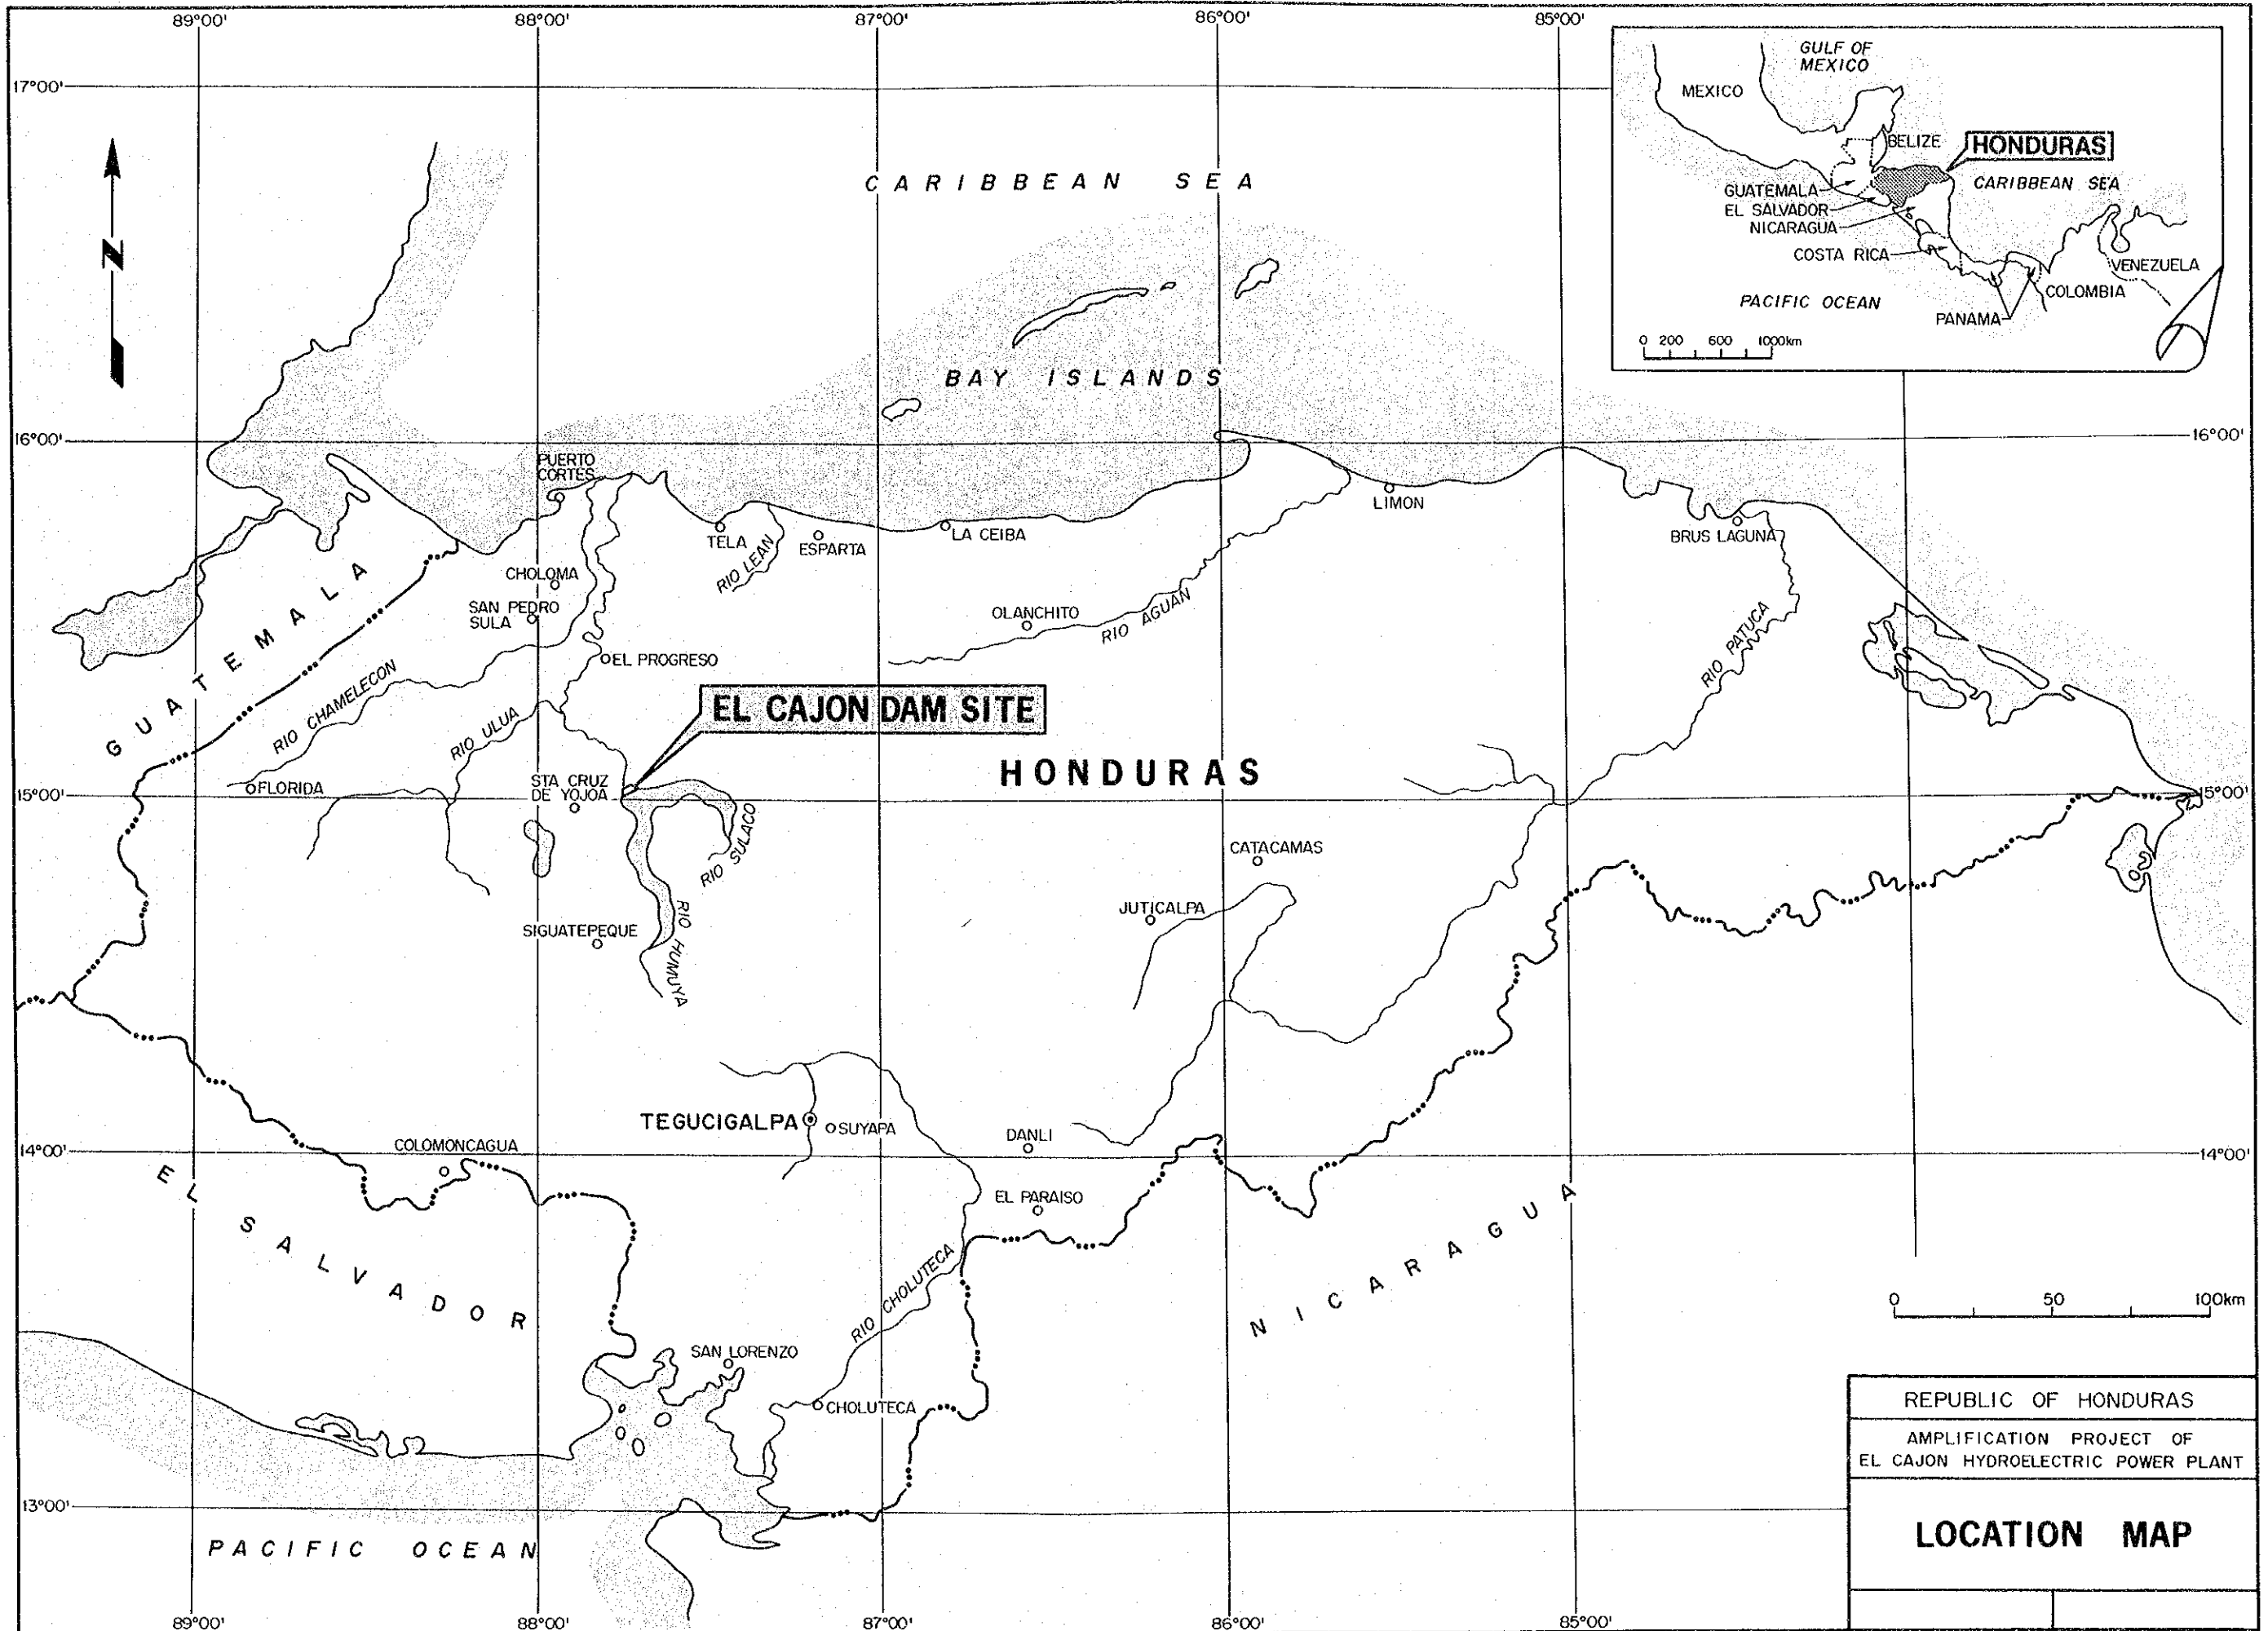 89°00'
88°00'
87°00'
86°00'
85°00'
17°00'
GULF OF
MEXICO
MEXICO
BELIZE
HONDURAS
CARIBBEAN SEA
GUATEMALA
EL SALVADOR
NICARAGUA
COSTA RICA
VENEZUELA
COLOMBIA
PACIFIC OCEAN
PANAMA
0 200 600 1000km
N
CARIBBEAN SEA
BAY ISLANDS
16°00'
16°00'
PUERTO
CORTES
LIMON
TELA
ESPARTA
LA CEIBA
BRUS LAGUNA
RIO LEAN
CHOLOMA
SAN PEDRO
SULA
OLANCHITO
RIO AGUAN
RIO PATUCA
GUATEMALA
EL PROGRESO
RIO CHAMELECON
RIO ULUA
EL CAJON DAM SITE
HONDURAS
FLORIDA
STA CRUZ
DE YOJOA
15°00'
15°00'
RIO SULACO
CATACAMAS
JUTICALPA
SIGUATEPEQUE
RIO HUMUYA
TEGUCIGALPA
SUYAPA
DANLI
COLOMONCAGUA
14°00'
14°00'
EL SALVADOR
EL PARAISO
NICARAGUA
RIO CHOLUTECA
0 50 100km
SAN LORENZO
CHOLUTECA
REPUBLIC OF HONDURAS
AMPLIFICATION PROJECT OF
EL CAJON HYDROELECTRIC POWER PLANT
LOCATION MAP
13°00'
PACIFIC OCEAN
89°00'
88°00'
87°00'
86°00'
85°00'